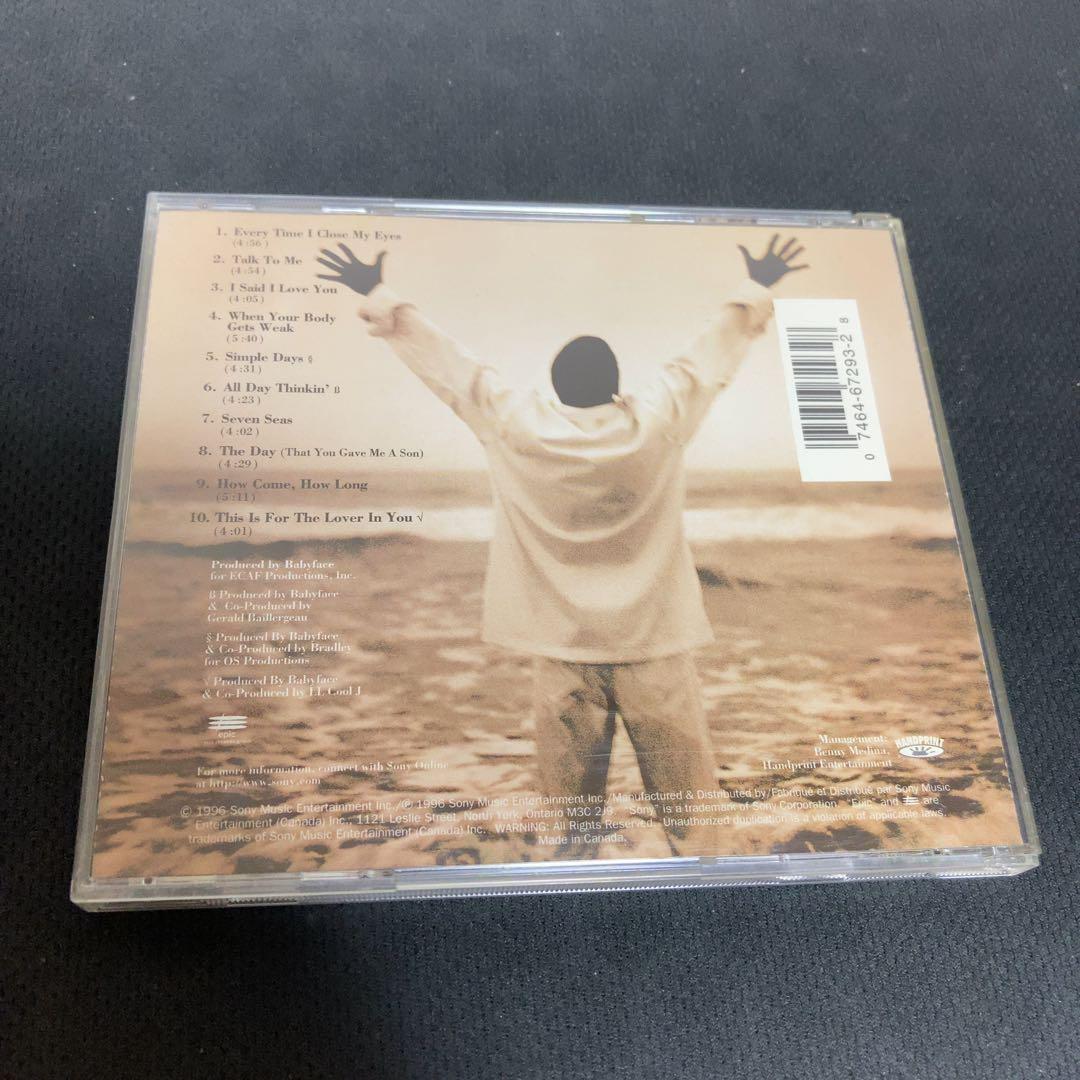 1. Every Time I Close My Eyes
(4:56)
2. Talk To Me
(4:54)
3. I Said I Love You
(4:05)
4. When Your Body
Gets Weak
(5:40)
5. Simple Days §
(4:31)
6. All Day Thinkin' ß
(4:23)
7. Seven Seas
(4:02)
8. The Day (That You Gave Me A Son)
(4:29)
9. How Come, How Long
(5:11)
10. This Is For The Lover In You √
(4:01)
Produced by Babyface
for ECAF Productions, Inc.
ß Produced by Babyface
& Co-Produced by
Gerald Baillergeau
§ Produced By Babyface
& Co-Produced by Bradley
for OS Productions
√ Produced By Babyface
& Co-Produced by LL Cool J
epic
For more information, connect with Sony Online
at http://www.sony.com
0 7464-67293-2 8
Management:
Benny Medina,
Handprint Entertainment
HANDPRINT
© 1996 Sony Music Entertainment Inc./℗ 1996 Sony Music Entertainment Inc./Manufactured & Distributed by/Fabriqué et Distribué par Sony Music
Entertainment (Canada) Inc., 1121 Leslie Street, North York, Ontario M3C 2J9. "Sony" is a trademark of Sony Corporation. "Epic" and are
trademarks of Sony Music Entertainment (Canada) Inc. WARNING: All Rights Reserved. Unauthorized duplication is a violation of applicable laws.
Made in Canada.